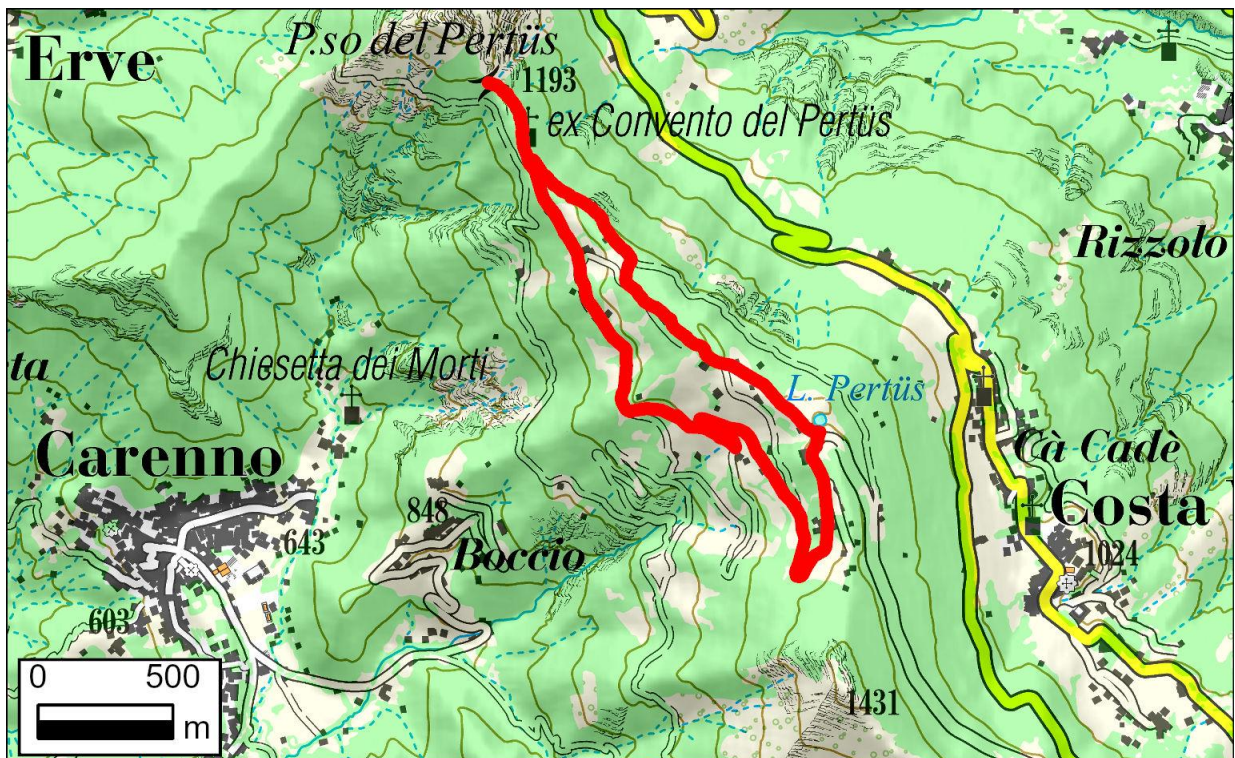 P.so del Pertüs
Erve
1193
ex Convento del Pertüs
Rizzolo
Chiesetta dei Morti
ta
L. Pertüs
Carenno
Cà Cadè
848
Costa
643
Boccio
1024
603
0 500
m
1431